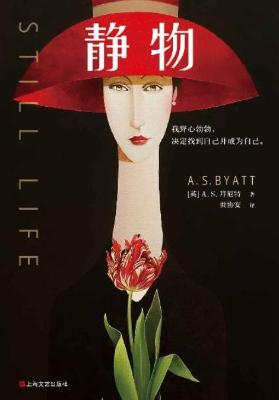 静物
STILL LIFE
我野心勃勃，
决定找到自己并成为自己。
A.S.BYATT
[英] A. S. 拜厄特 著
黄协安 译
上海文艺出版社